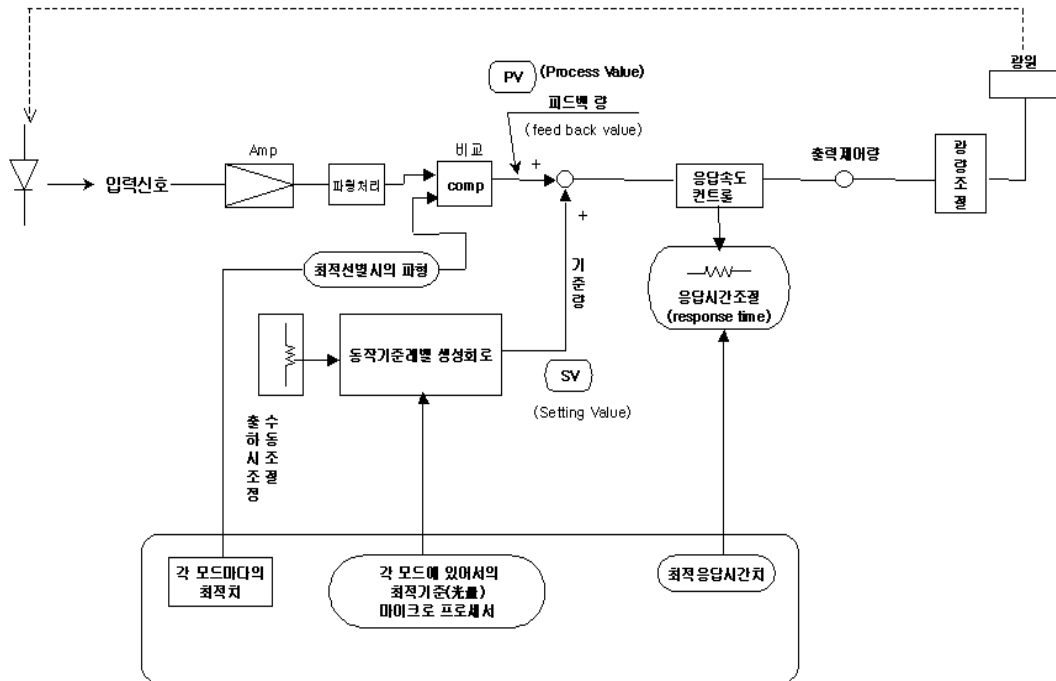 광원
PV
(Process Value)
피드백 량
(feed back value)
Amp
비교
출력제어량
입력신호
파형처리
comp
+
응답속도
컨트롤
광량조절
+
최적선별시의 파형
기준량
응답시간조절
(response time)
동작기준레벨 생성회로
SV
(Setting Value)
수동조절
출하시조정
각 모드마다의
최적치
각 모드에 있어서의
최적기준(光量)
마이크로 프로세서
최적응답시간치